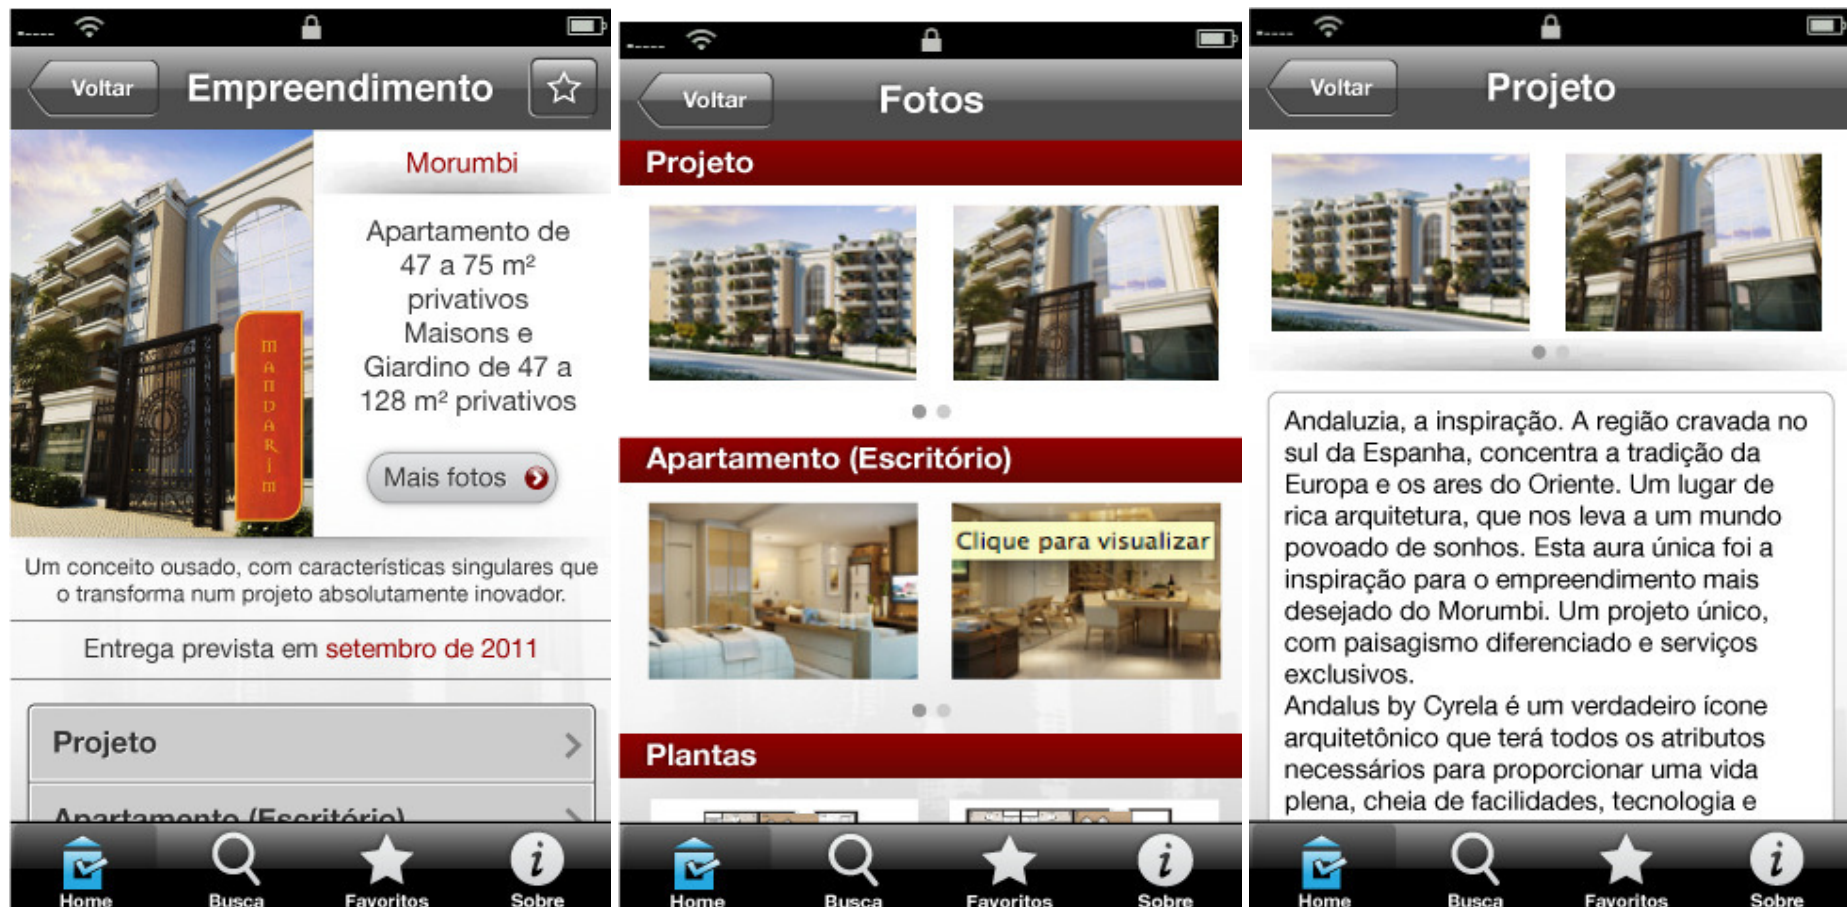 Voltar
Empreendimento
Morumbi
Apartamento de
47 a 75 m²
privativos
Maisons e
Giardino de 47 a
128 m² privativos
MANDARIM
Mais fotos
Um conceito ousado, com características singulares que
o transforma num projeto absolutamente inovador.
Entrega prevista em setembro de 2011
Projeto
Apartamento (Escritório)
Home
Busca
Favoritos
Sobre
Voltar
Fotos
Projeto
Apartamento (Escritório)
Clique para visualizar
Plantas
Home
Busca
Favoritos
Sobre
Voltar
Projeto
Andaluzia, a inspiração. A região cravada no
sul da Espanha, concentra a tradição da
Europa e os ares do Oriente. Um lugar de
rica arquitetura, que nos leva a um mundo
povoado de sonhos. Esta aura única foi a
inspiração para o empreendimento mais
desejado do Morumbi. Um projeto único,
com paisagismo diferenciado e serviços
exclusivos.
Andalus by Cyrela é um verdadeiro ícone
arquitetônico que terá todos os atributos
necessários para proporcionar uma vida
plena, cheia de facilidades, tecnologia e
Home
Busca
Favoritos
Sobre